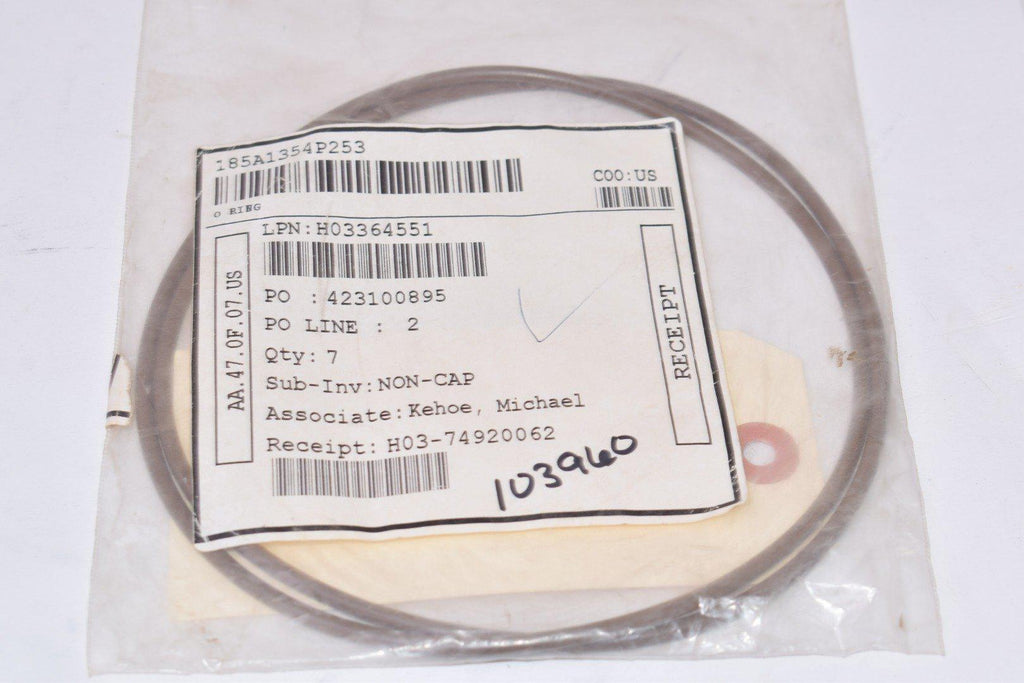 185A1354P253
COO:US
O RING
LPN:H03364551
AA.47.0F.07.US
PO : 423100895
PO LINE : 2
Qty: 7
Sub-Inv:NON-CAP
Associate:Kehoe, Michael
Receipt: H03-74920062
RECEIPT
103960